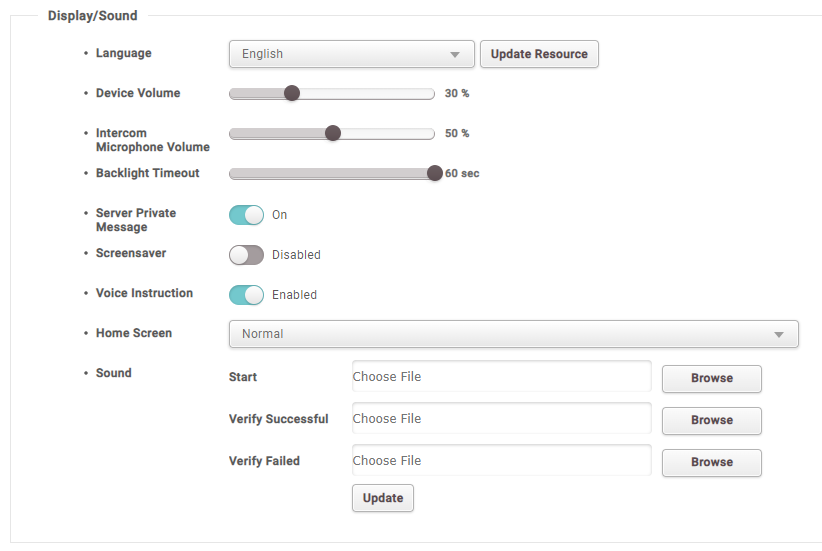 Display/Sound
• Language English Update Resource
• Device Volume 30 %
• Intercom
Microphone Volume 50 %
• Backlight Timeout 60 sec
• Server Private
Message On
• Screensaver Disabled
• Voice Instruction Enabled
• Home Screen Normal
• Sound Start Choose File Browse
Verify Successful Choose File Browse
Verify Failed Choose File Browse
Update